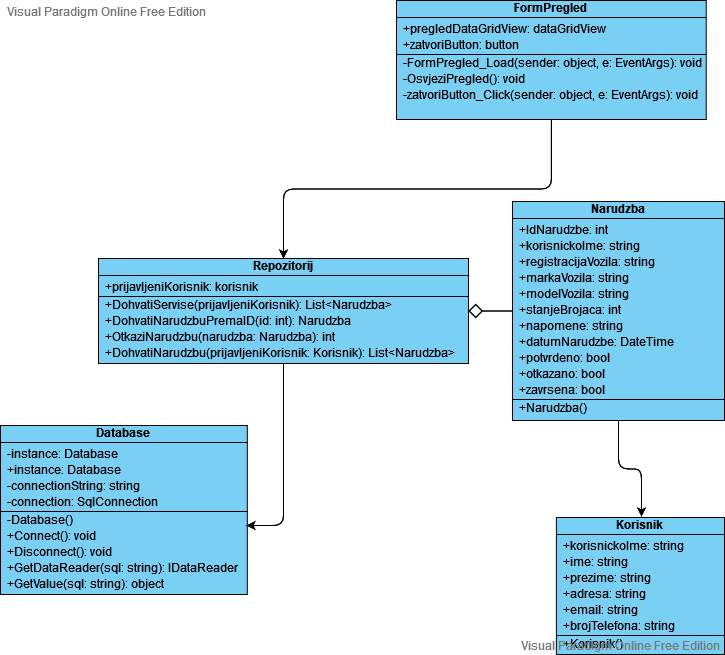 Visual Paradigm Online Free Edition
FormPregled
+pregledDataGridView: dataGridView
+zatvoriButton: button
-FormPregled_Load(sender: object, e: EventArgs): void
-OsvjeziPregled(): void
-zatvoriButton_Click(sender: object, e: EventArgs): void
Narudzba
+IdNarudzbe: int
+korisnickoIme: string
+registracijaVozila: string
+markaVozila: string
+modelVozila: string
+stanjeBrojaca: int
+napomene: string
+datumNarudzbe: DateTime
+potvrdeno: bool
+otkazano: bool
+zavrsena: bool
+Narudzba()
Repozitorij
+prijavljeniKorisnik: korisnik
+DohvatiServise(prijavljeniKorisnik): List<Narudzba>
+DohvatiNarudzbuPremaID(id: int): Narudzba
+OtkaziNarudzbu(narudzba: Narudzba): int
+DohvatiNarudzbu(prijavljeniKorisnik: Korisnik): List<Narudzba>
Database
-instance: Database
+instance: Database
-connectionString: string
-connection: SqlConnection
-Database()
+Connect(): void
+Disconnect(): void
+GetDataReader(sql: string): IDataReader
+GetValue(sql: string): object
Korisnik
+korisnickoIme: string
+ime: string
+prezime: string
+adresa: string
+email: string
+brojTelefona: string
+Korisnik()
Visual Paradigm Online Free Edition